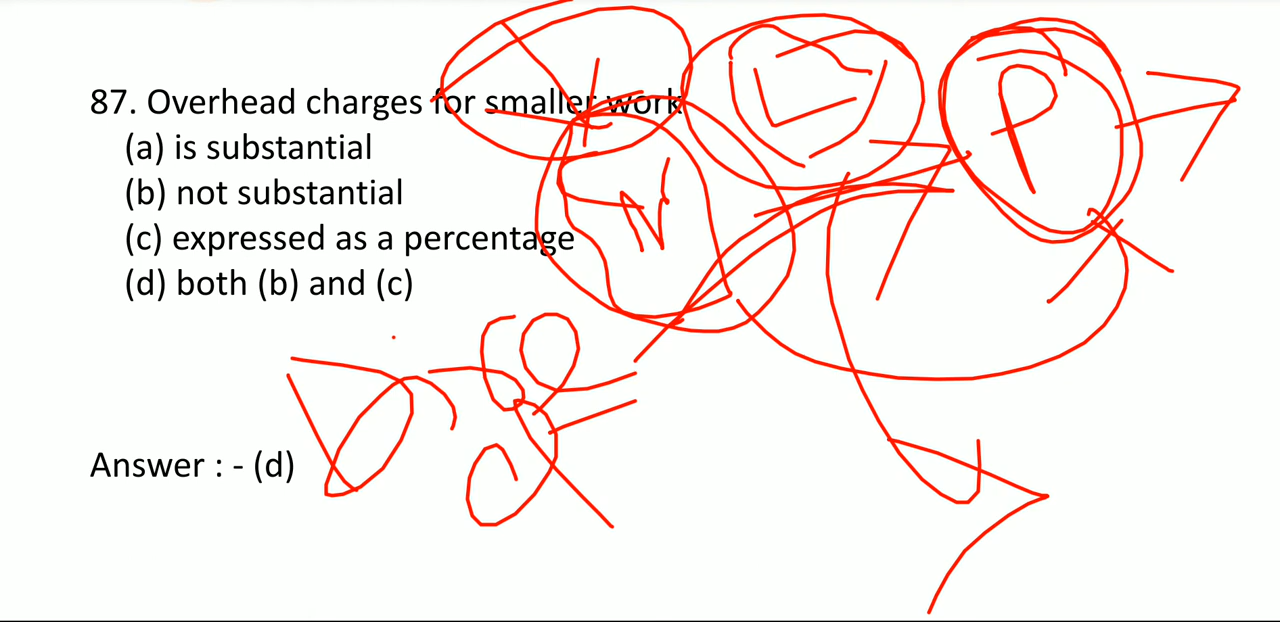 87. Overhead charges for smaller work
(a) is substantial
(b) not substantial
(c) expressed as a percentage
(d) both (b) and (c)
L
P
N
Answer : - (d)